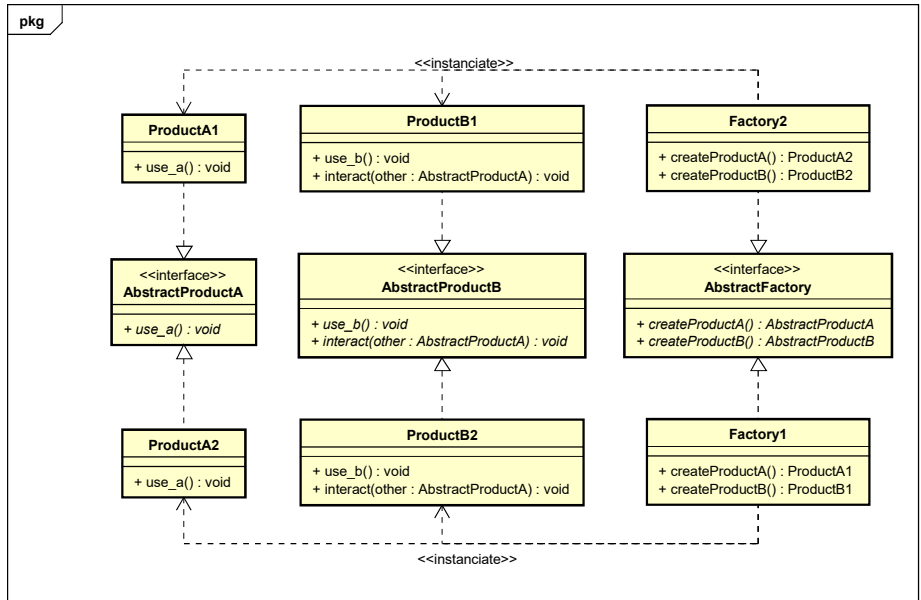 pkg
<<instanciate>>
ProductA1
+ use_a() : void
ProductB1
+ use_b() : void
+ interact(other : AbstractProductA) : void
Factory2
+ createProductA() : ProductA2
+ createProductB() : ProductB2
<<interface>>
AbstractProductA
+ use_a() : void
<<interface>>
AbstractProductB
+ use_b() : void
+ interact(other : AbstractProductA) : void
<<interface>>
AbstractFactory
+ createProductA() : AbstractProductA
+ createProductB() : AbstractProductB
ProductA2
+ use_a() : void
ProductB2
+ use_b() : void
+ interact(other : AbstractProductA) : void
Factory1
+ createProductA() : ProductA1
+ createProductB() : ProductB1
<<instanciate>>